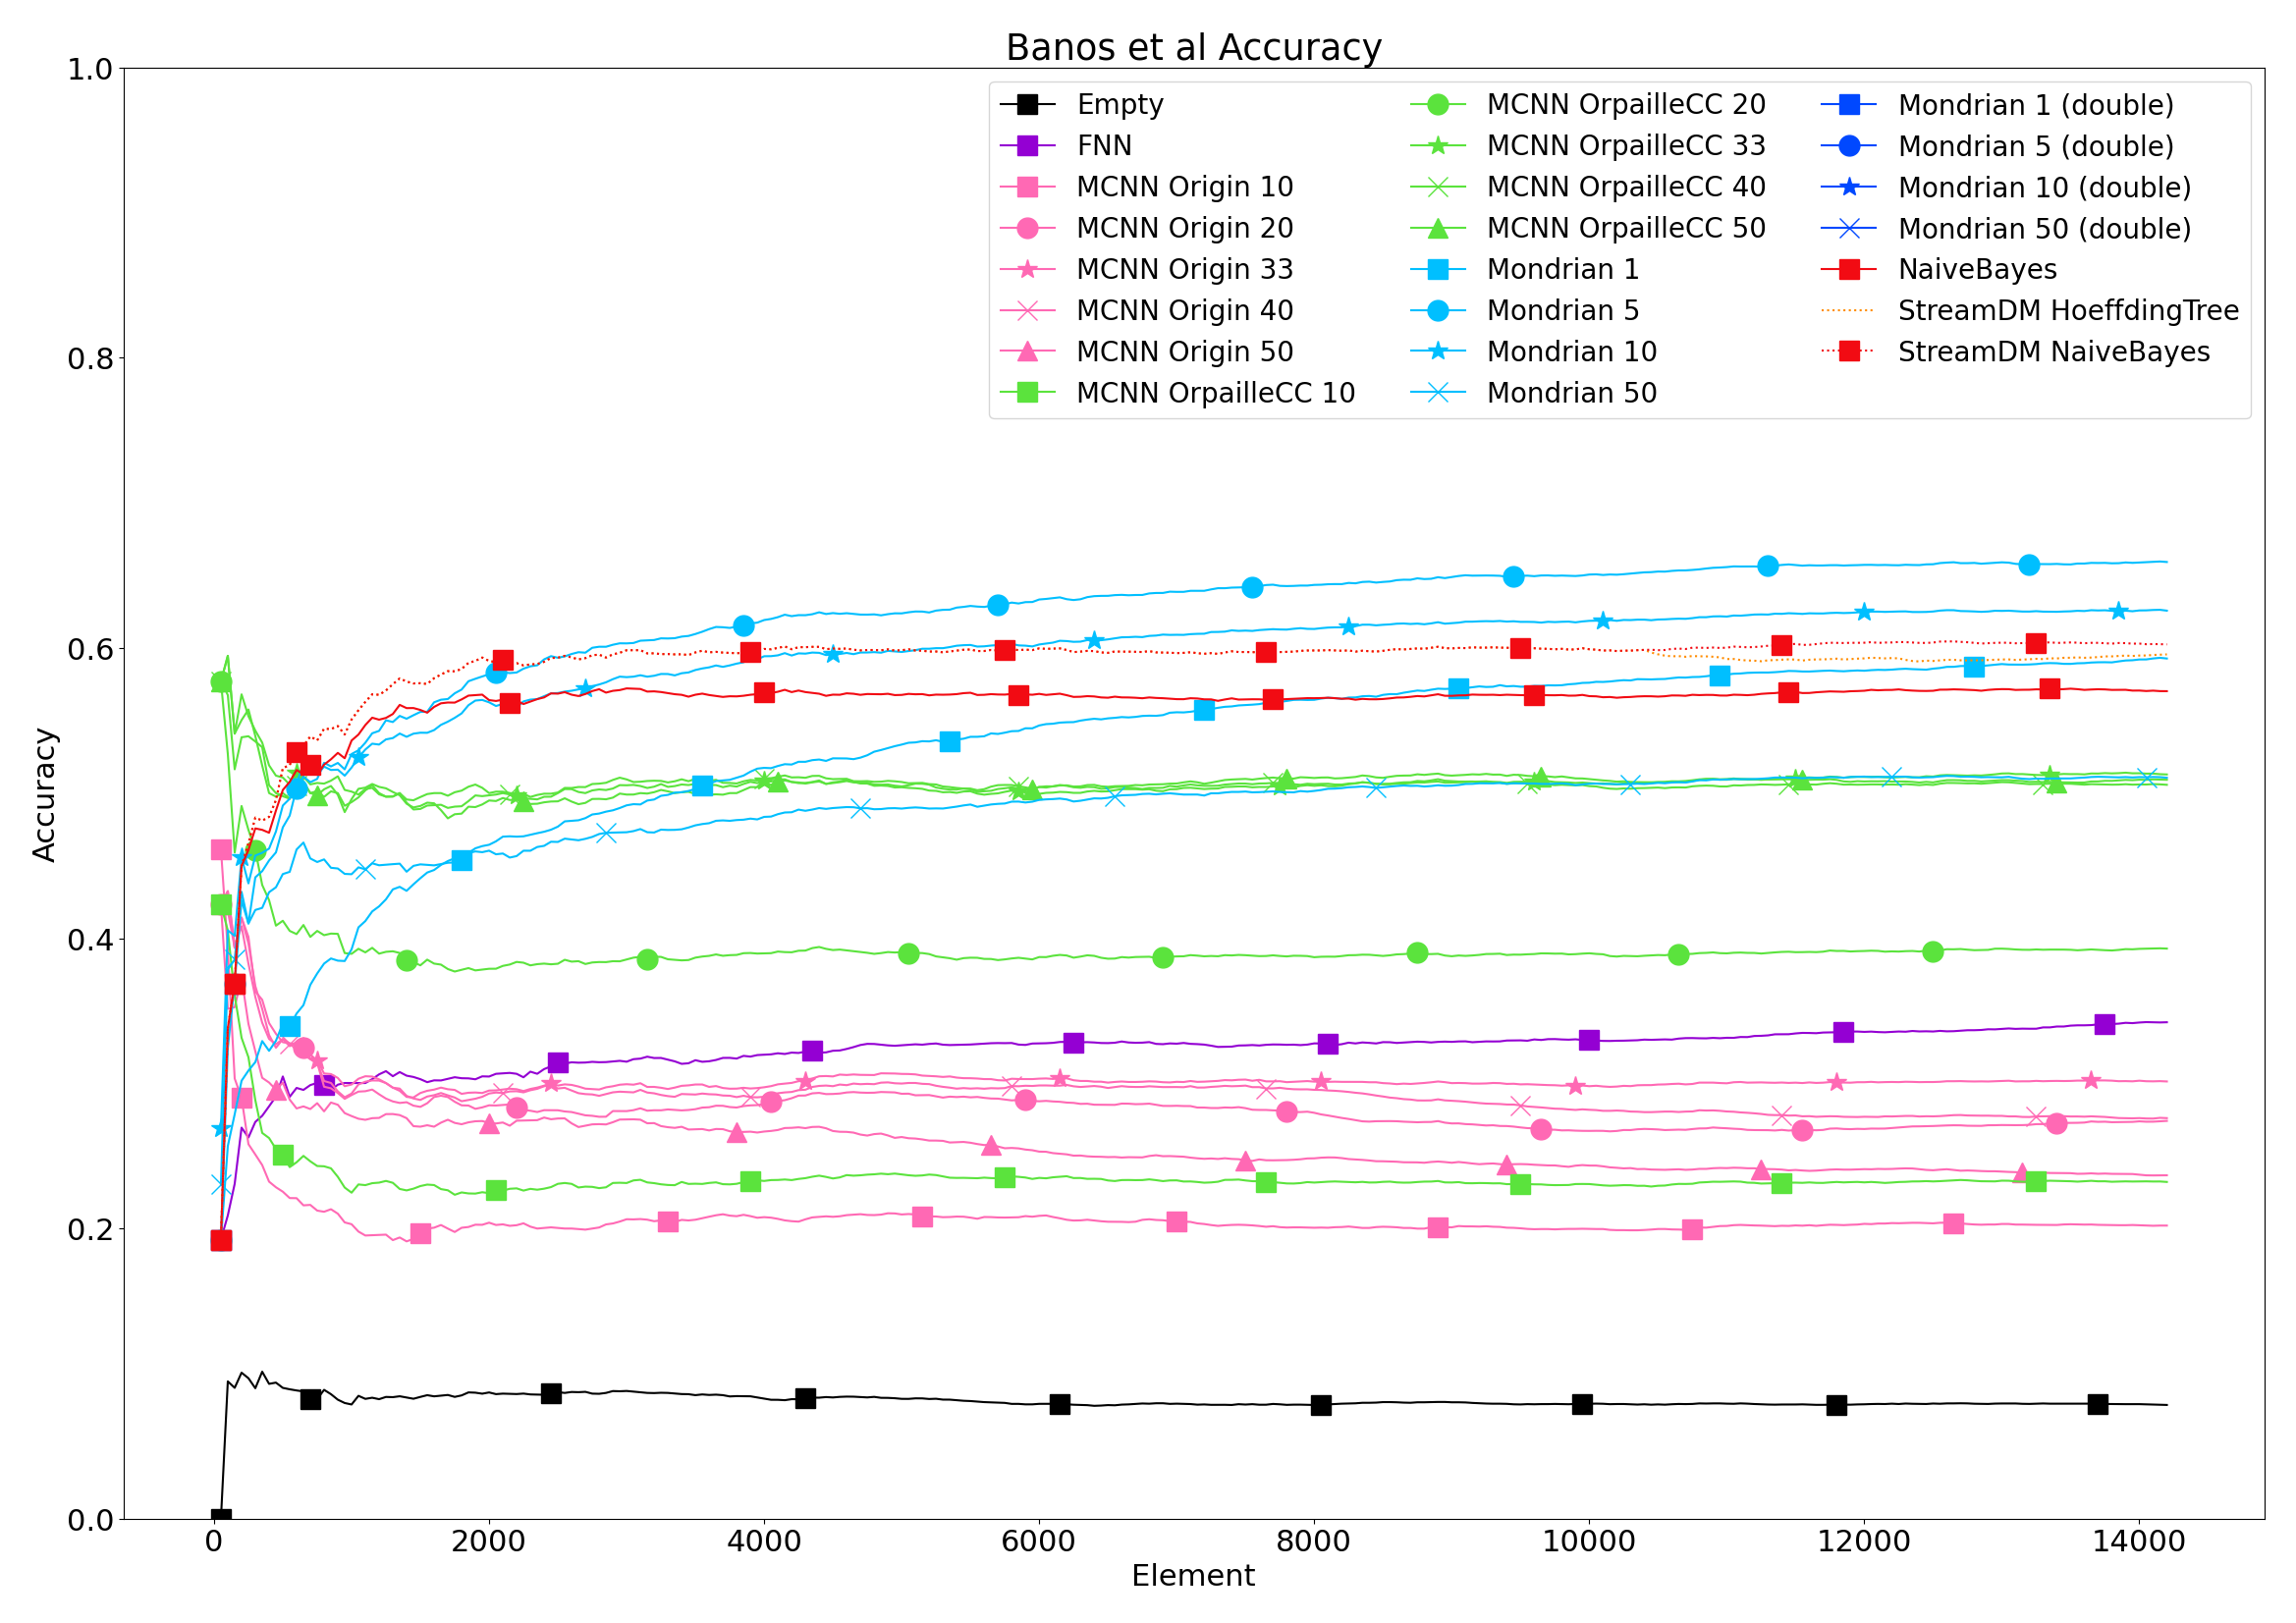 Banos et al Accuracy
1.0
0.8
0.6
0.4
0.2
0.0
Accuracy
Empty
FNN
MCNN Origin 10
MCNN Origin 20
MCNN Origin 33
MCNN Origin 40
MCNN Origin 50
MCNN OrpailleCC 10
MCNN OrpailleCC 20
MCNN OrpailleCC 33
MCNN OrpailleCC 40
MCNN OrpailleCC 50
Mondrian 1
Mondrian 5
Mondrian 10
Mondrian 50
Mondrian 1 (double)
Mondrian 5 (double)
Mondrian 10 (double)
Mondrian 50 (double)
NaiveBayes
StreamDM HoeffdingTree
StreamDM NaiveBayes
0 2000 4000 6000 8000 10000 12000 14000
Element